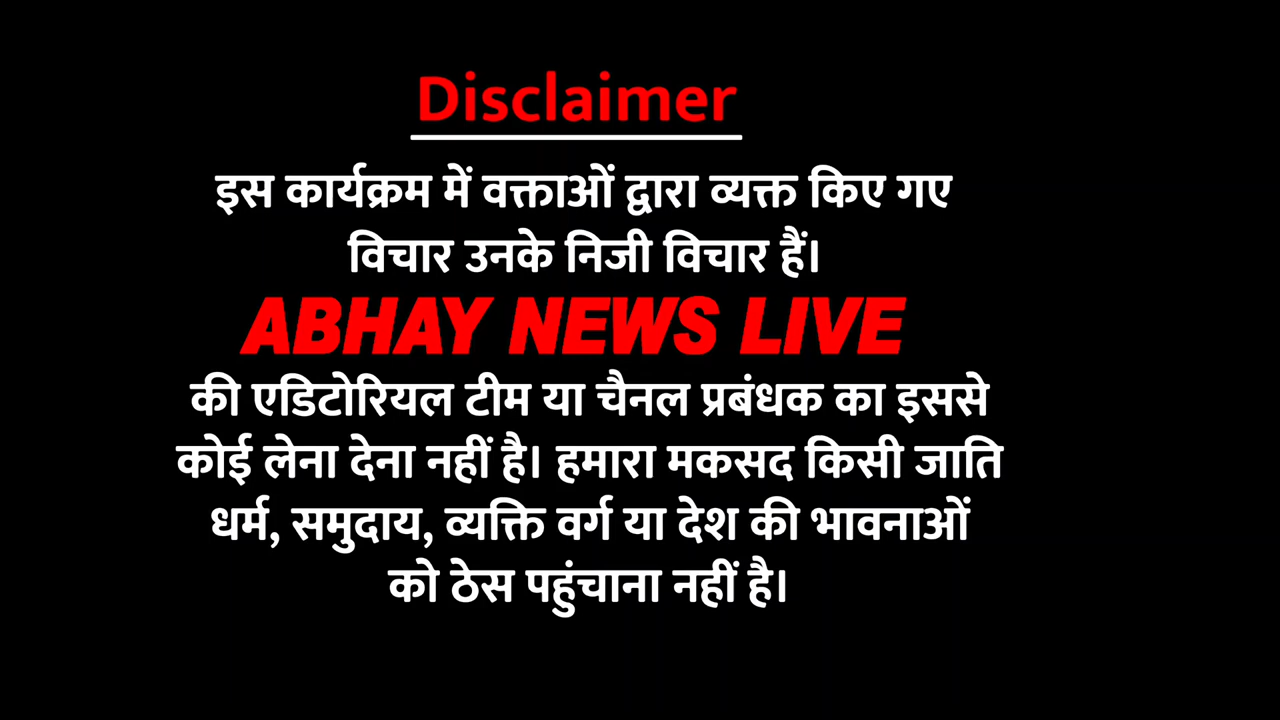 Disclaimer
इस कार्यक्रम में वक्ताओं द्वारा व्यक्त किए गए
विचार उनके निजी विचार हैं।
ABHAY NEWS LIVE
की एडिटोरियल टीम या चैनल प्रबंधक का इससे
कोई लेना देना नहीं है। हमारा मकसद किसी जाति
धर्म, समुदाय, व्यक्ति वर्ग या देश की भावनाओं
को ठेस पहुंचाना नहीं है।